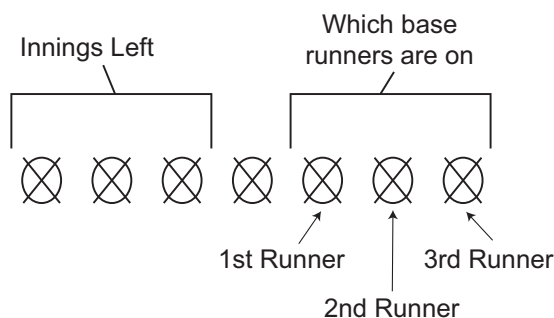 Innings Left
Which base
runners are on
1st Runner
2nd Runner
3rd Runner